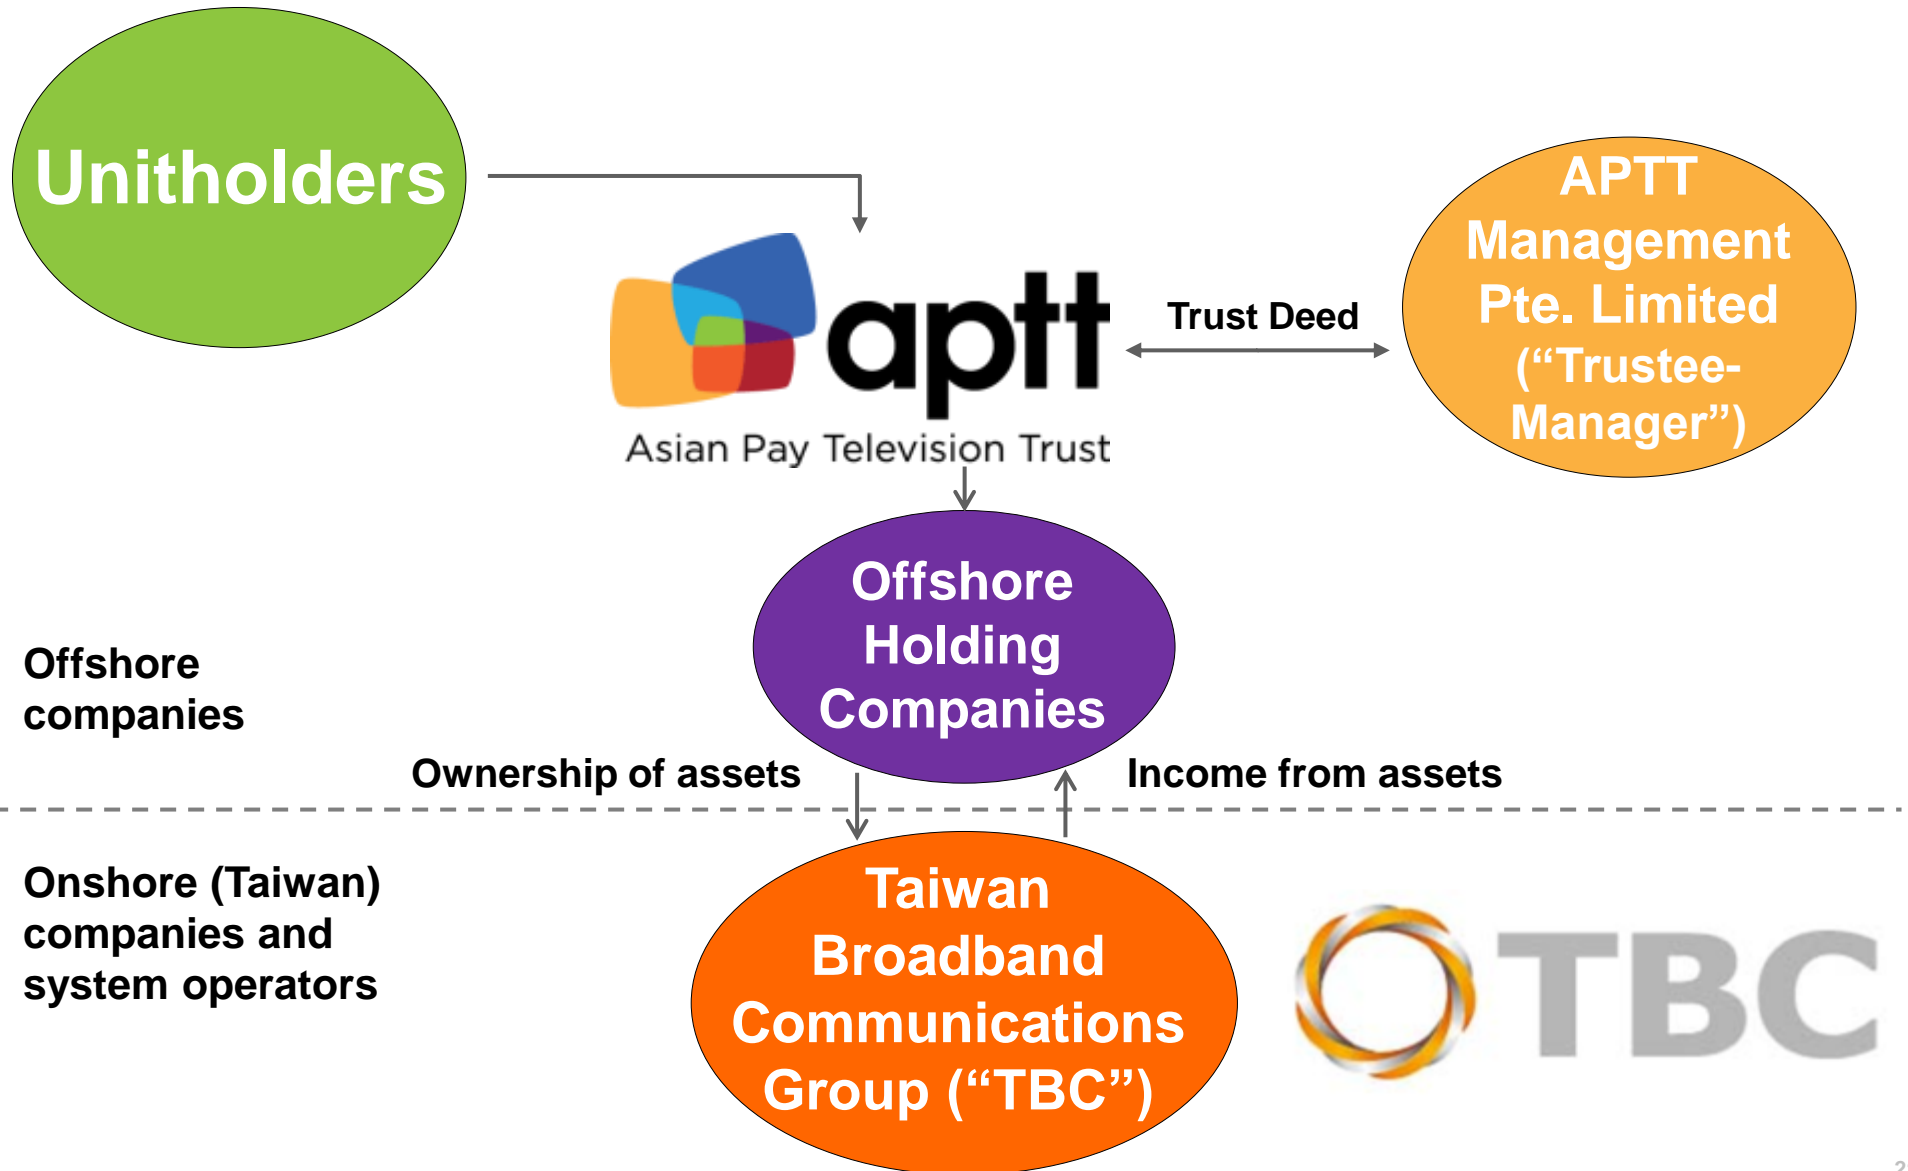 Unitholders
aptt
Asian Pay Television Trust
Trust Deed
APTT
Management
Pte. Limited
(“Trustee-
Manager”)
Offshore
Holding
Companies
Offshore
companies
Ownership of assets
Income from assets
Onshore (Taiwan)
companies and
system operators
Taiwan
Broadband
Communications
Group (“TBC”)
TBC
2